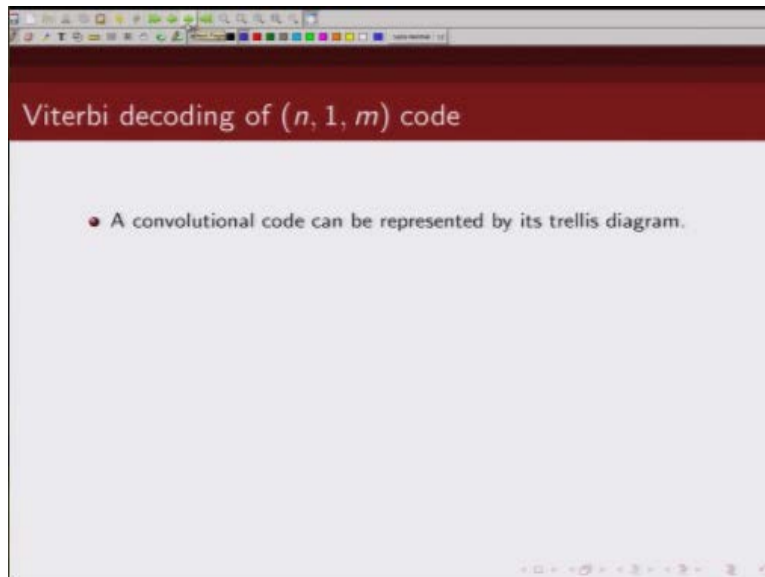 Viterbi decoding of (n, 1, m) code
A convolutional code can be represented by its trellis diagram.